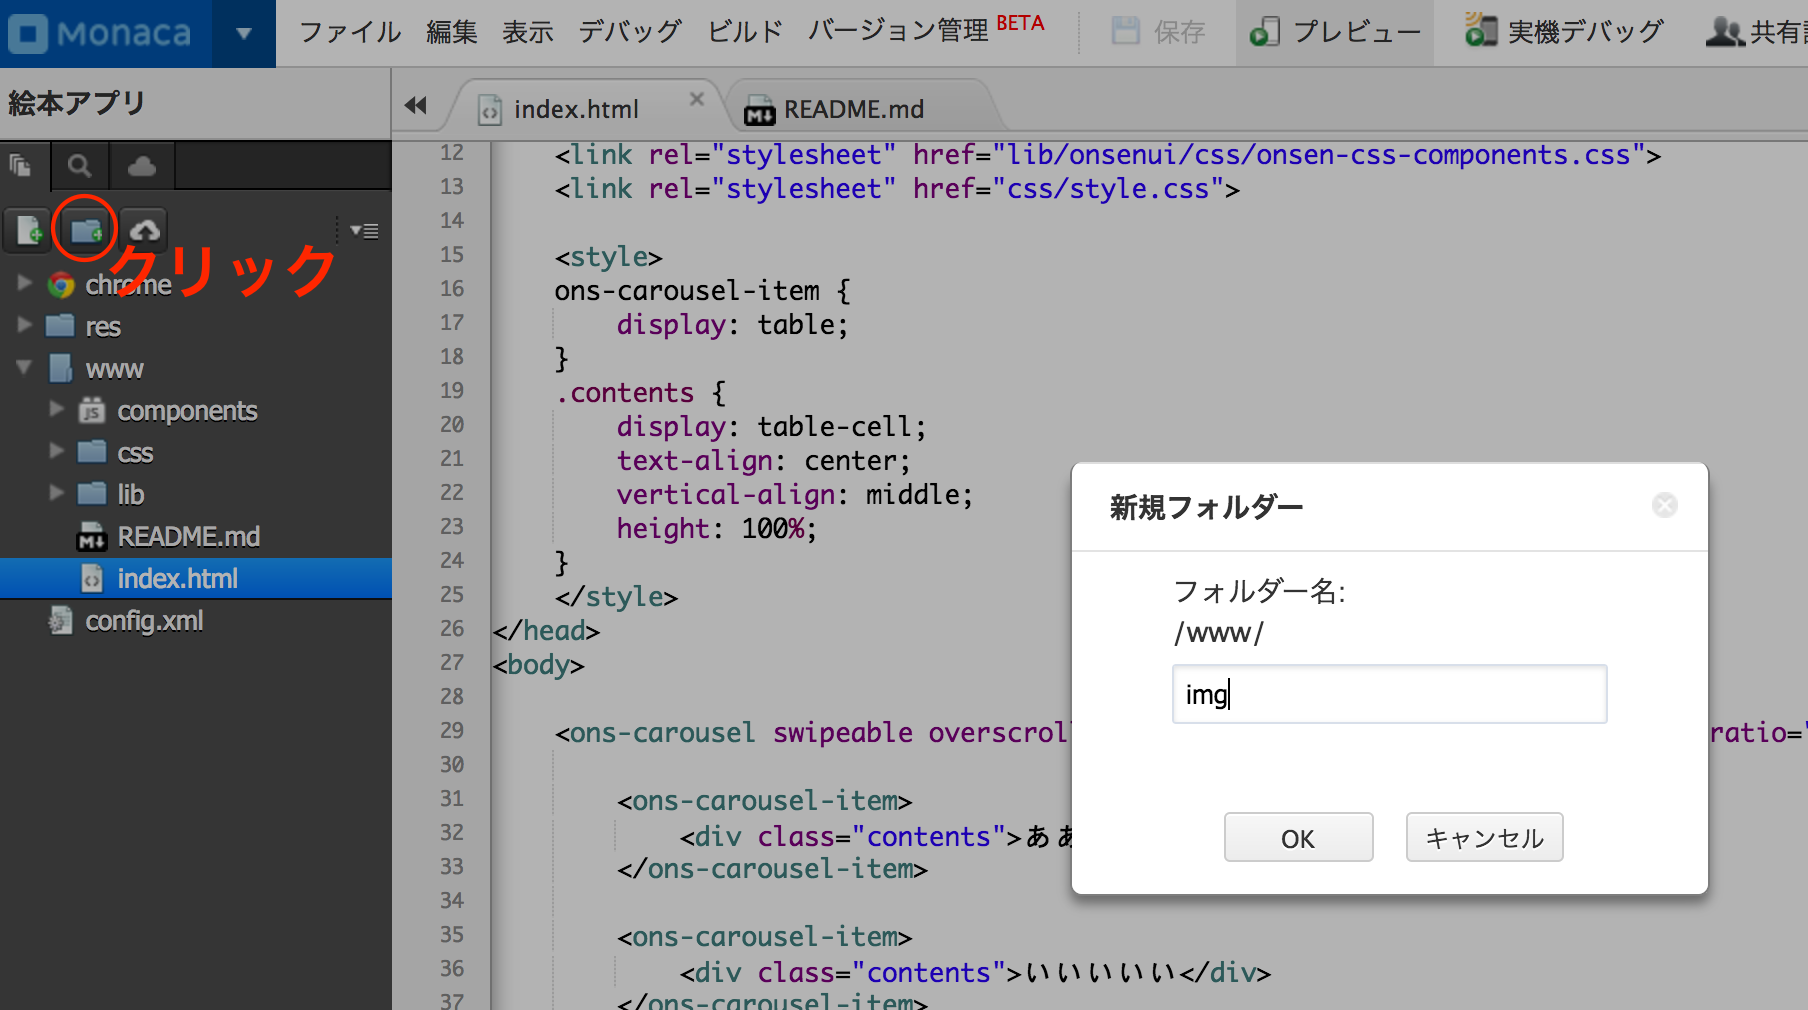 Monaca
ファイル 編集 表示 デバッグ ビルド バージョン管理 BETA 保存 プレビュー 実機デバッグ 共有
絵本アプリ
index.html README.md
クリック
chrome
res
www
components
css
lib
README.md
index.html
config.xml
12 <link rel="stylesheet" href="lib/onsenui/css/onsen-css-components.css">
13 <link rel="stylesheet" href="css/style.css">
14
15 <style>
16 ons-carousel-item {
17 display: table;
18 }
19 .contents {
20 display: table-cell;
21 text-align: center;
22 vertical-align: middle;
23 height: 100%;
24 }
25 </style>
26 </head>
27 <body>
28
29 <ons-carousel swipeable overscroll ratio="
30
31 <ons-carousel-item>
32 <div class="contents">ああ
33 </ons-carousel-item>
34
35 <ons-carousel-item>
36 <div class="contents">いいいいい</div>
37 </ons-carousel-item>
新規フォルダー
フォルダー名:
/www/
img
OK キャンセル